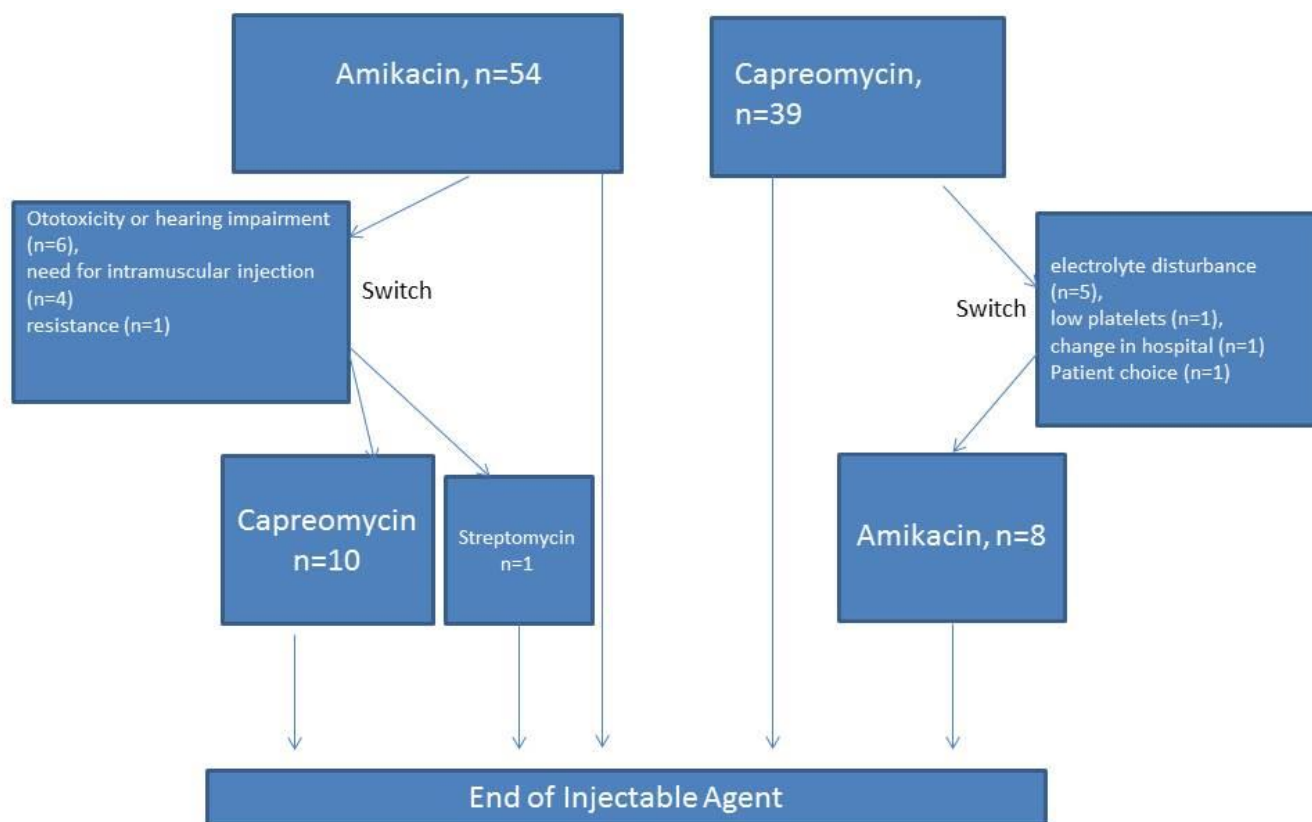 Amikacin, n=54
Capreomycin,
n=39
Ototoxicity or hearing impairment
(n=6),
need for intramuscular injection
(n=4)
resistance (n=1)
Switch
Switch
electrolyte disturbance
(n=5),
low platelets (n=1),
change in hospital (n=1)
Patient choice (n=1)
Capreomycin
n=10
Streptomycin
n=1
Amikacin, n=8
End of Injectable Agent